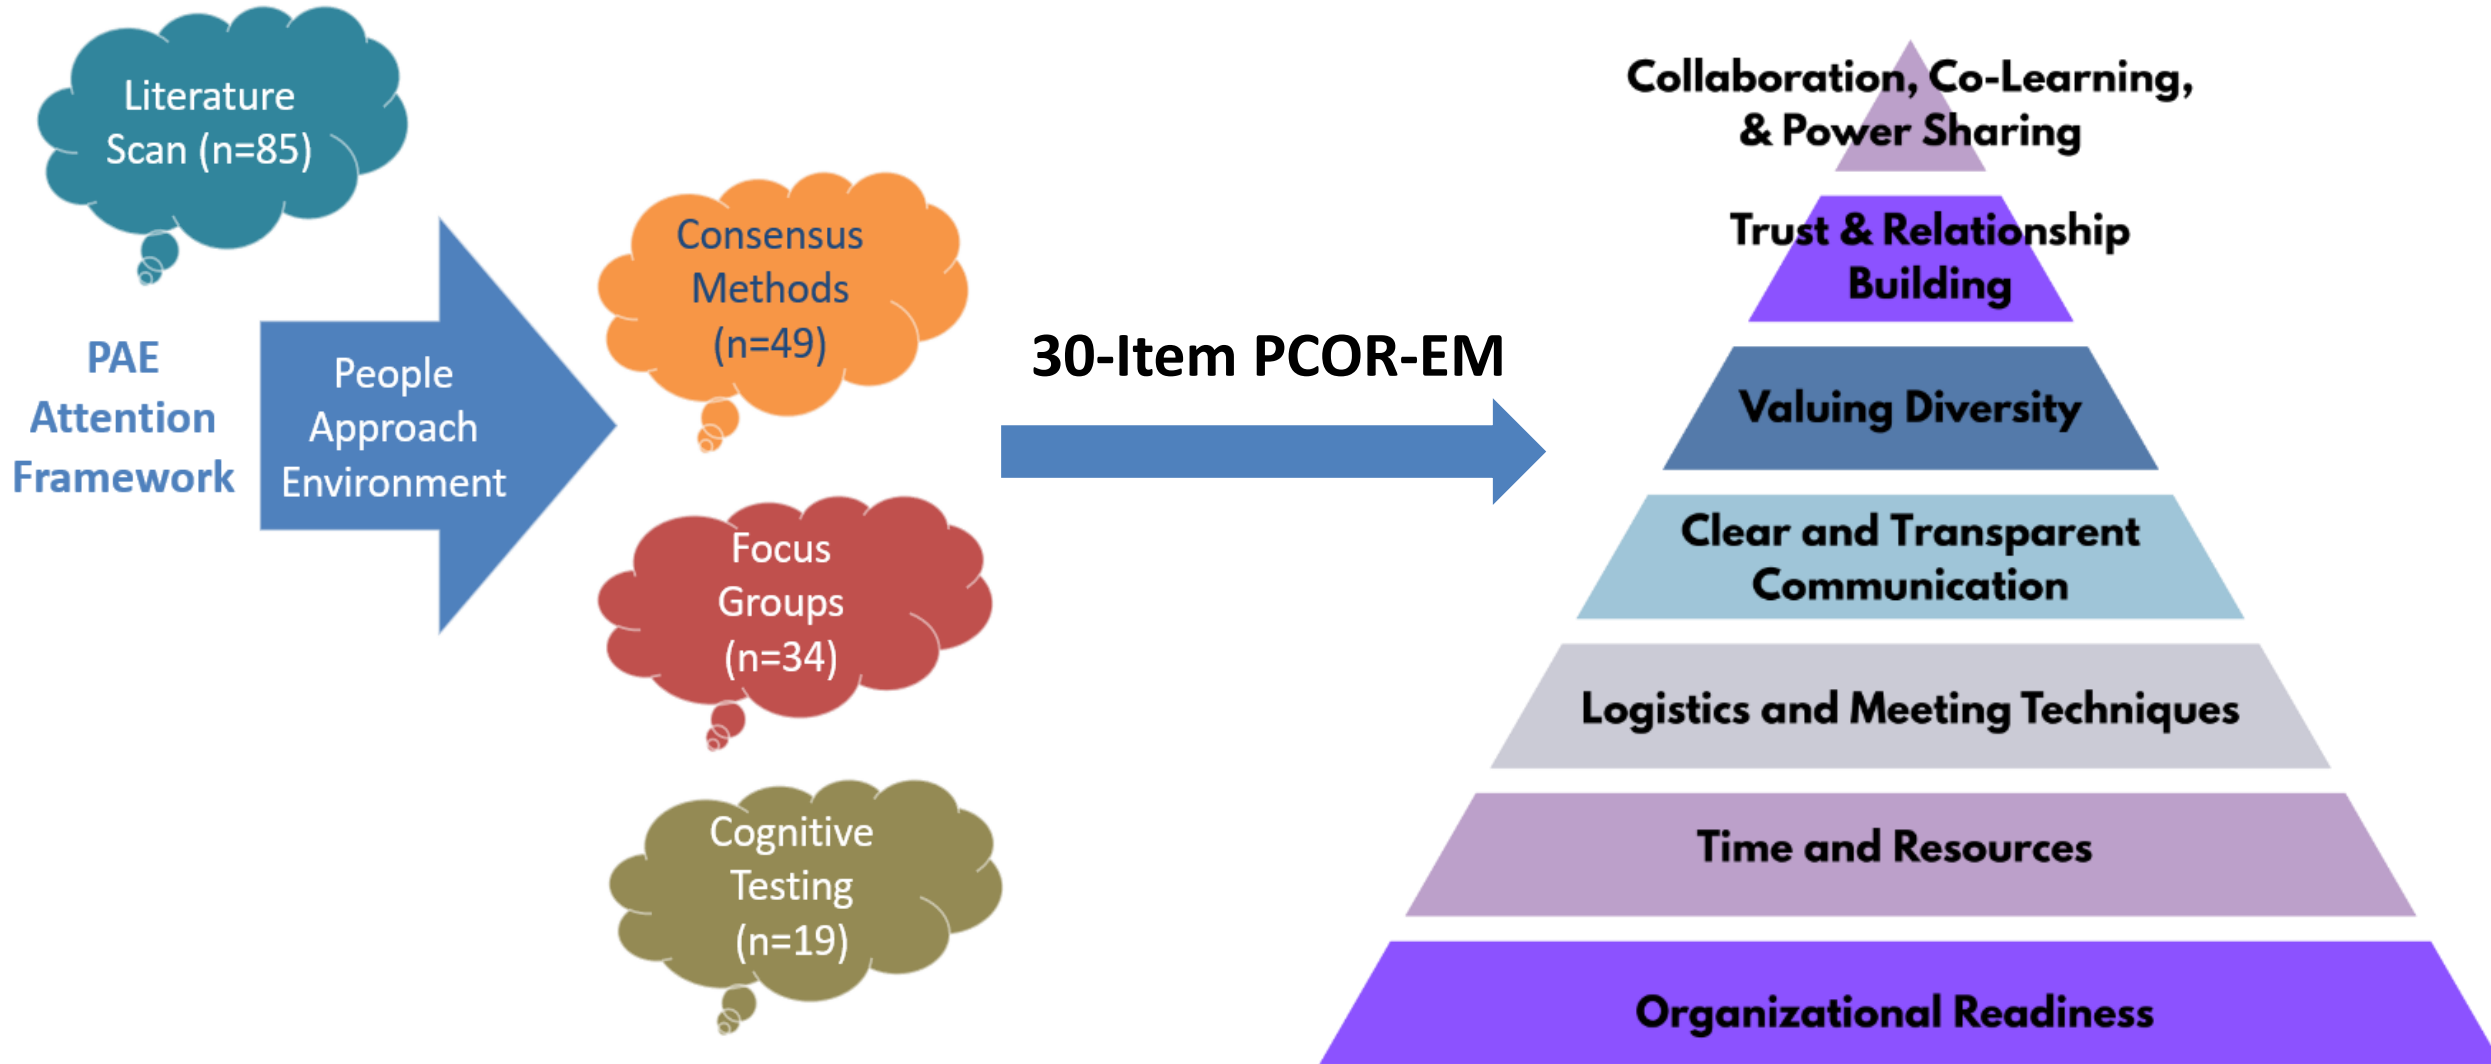 Literature
Scan (n=85)
PAE
Attention
Framework
People
Approach
Environment
Consensus
Methods
(n=49)
Focus
Groups
(n=34)
Cognitive
Testing
(n=19)
30-Item PCOR-EM
Collaboration, Co-Learning,
& Power Sharing
Trust & Relationship
Building
Valuing Diversity
Clear and Transparent
Communication
Logistics and Meeting Techniques
Time and Resources
Organizational Readiness